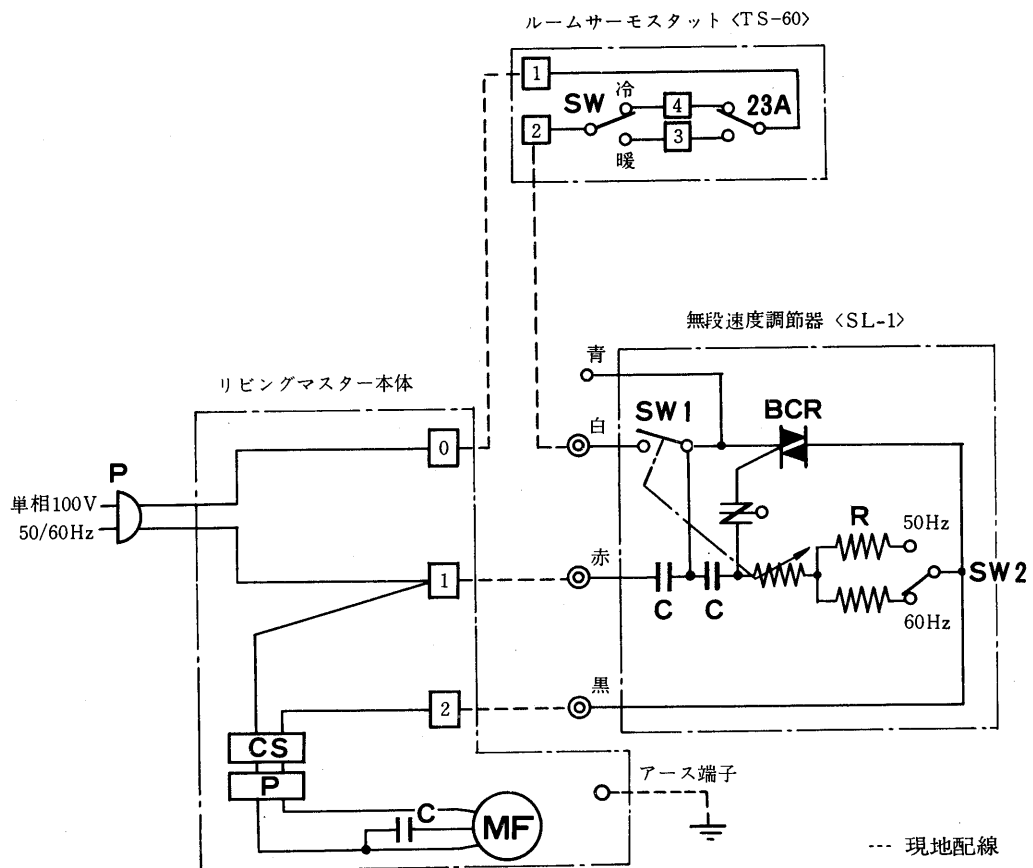 ルームサーモスタット〈TS-60〉
1
SW
冷
4
23A
2
3
暖
無段速度調節器〈SL-1〉
青
リビングマスター本体
白
SW1
BCR
0
P
単相100V
50/60Hz
R
50Hz
赤
1
SW2
C
C
60Hz
黒
2
CS
アース端子
P
C
MF
--- 現地配線